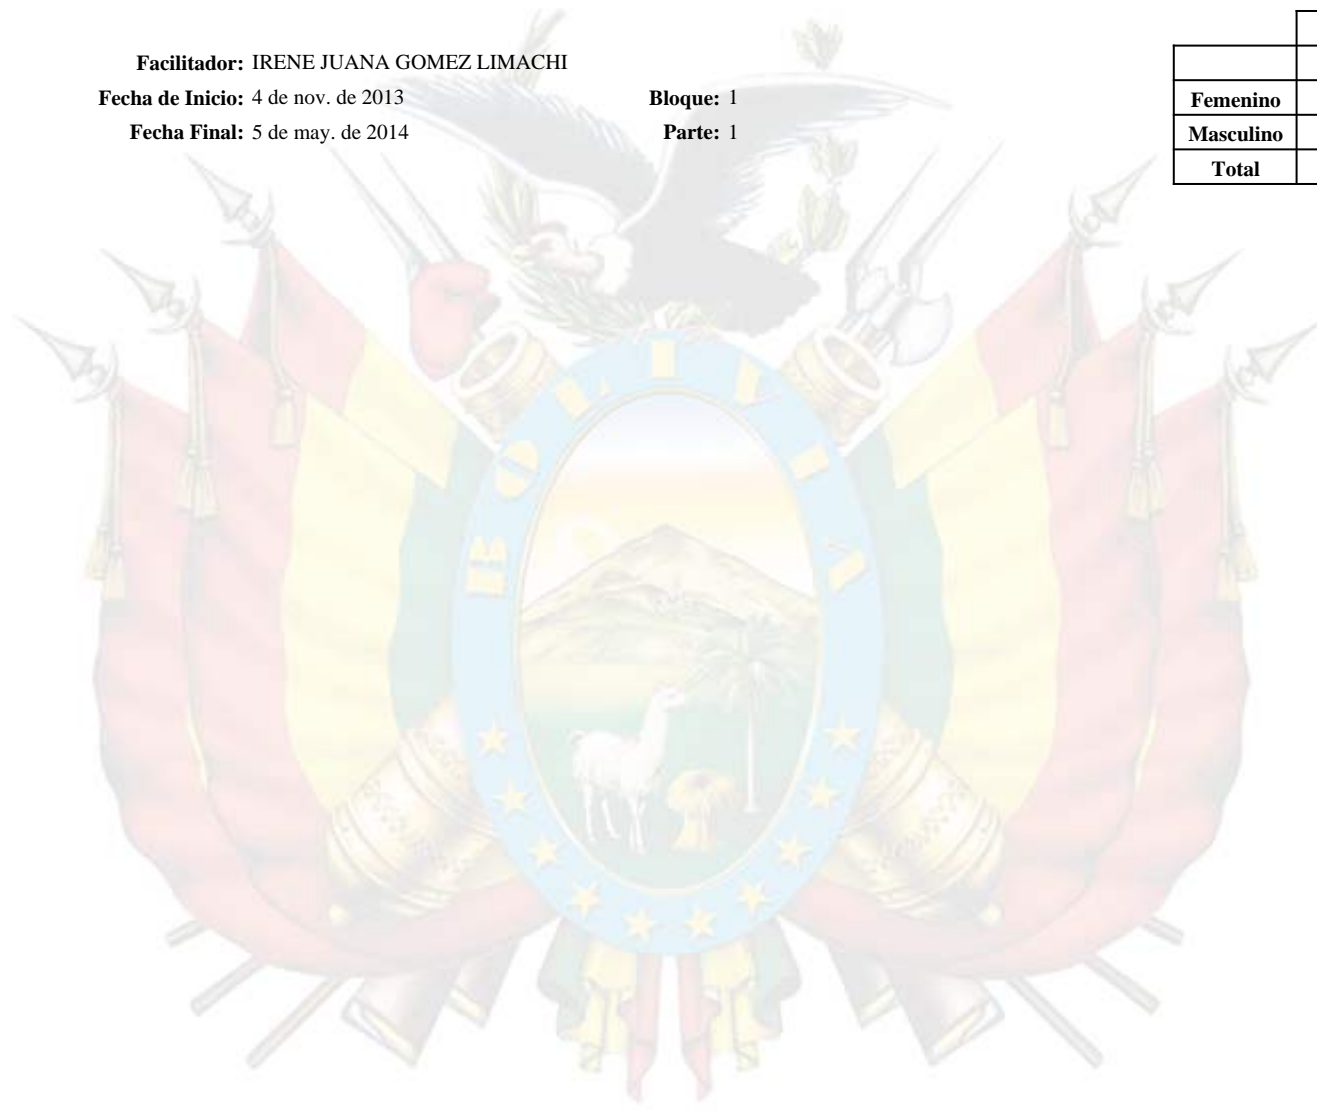 Facilitador: IRENE JUANA GOMEZ LIMACHI
Fecha de Inicio: 4 de nov. de 2013 Bloque: 1
Fecha Final: 5 de may. de 2014 Parte: 1
Femenino
Masculino
Total
BOLIVIA